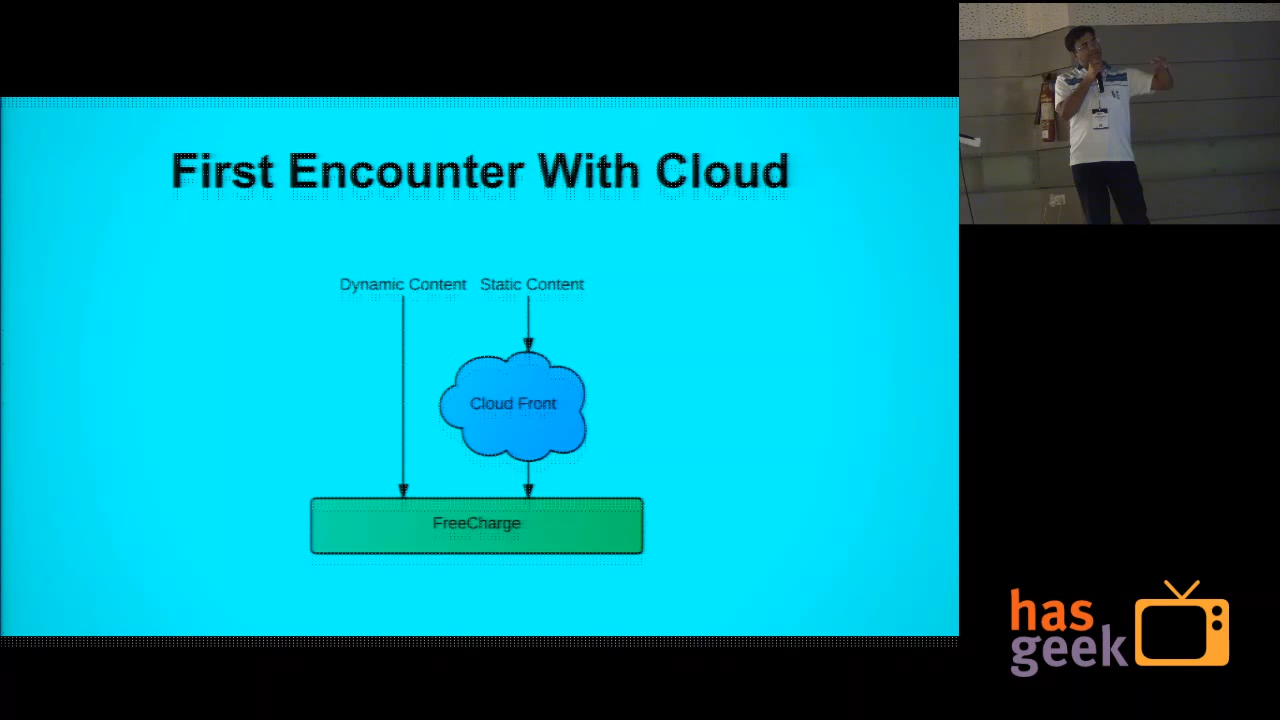 First Encounter With Cloud
Dynamic Content Static Content
Cloud Front
FreeCharge
has
geek